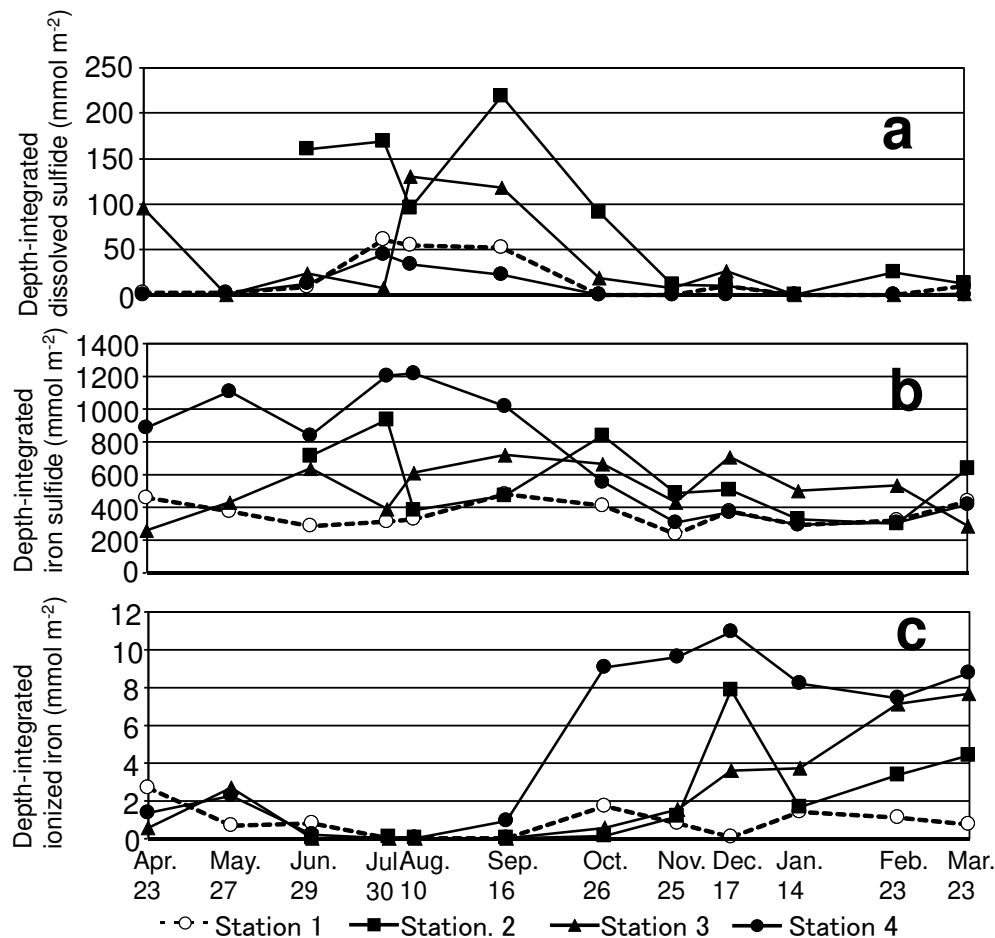 Depth-integrated
dissolved sulfide (mmol m-2)
250
200
150
100
50
0
a
Depth-integrated
iron sulfide (mmol m-2)
1400
1200
1000
800
600
400
200
0
b
Depth-integrated
ionized iron (mmol m-2)
12
10
8
6
4
2
0
c
Apr. May. Jun. Jul Aug. Sep. Oct. Nov. Dec. Jan. Feb. Mar.
23 27 29 30 10 16 26 25 17 14 23 23
Station 1 Station. 2 Station 3 Station 4